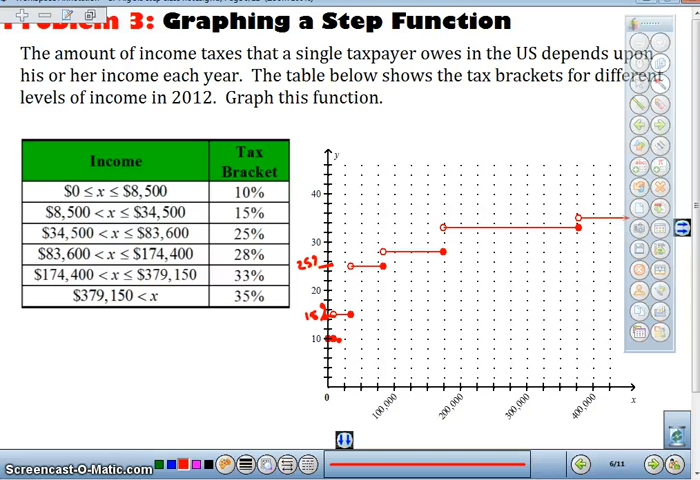 Problem 3: Graphing a Step Function
The amount of income taxes that a single taxpayer owes in the US depends upon
his or her income each year. The table below shows the tax brackets for different
levels of income in 2012. Graph this function.
Income Tax Bracket
$0 ≤ x ≤ $8,500 10%
$8,500 < x ≤ $34,500 15%
$34,500 < x ≤ $83,600 25%
$83,600 < x ≤ $174,400 28%
$174,400 < x ≤ $379,150 33%
$379,150 < x 35%
y
40
30
20
10
0
100,000
200,000
300,000
400,000
x
Screencast-O-Matic.com
6/11